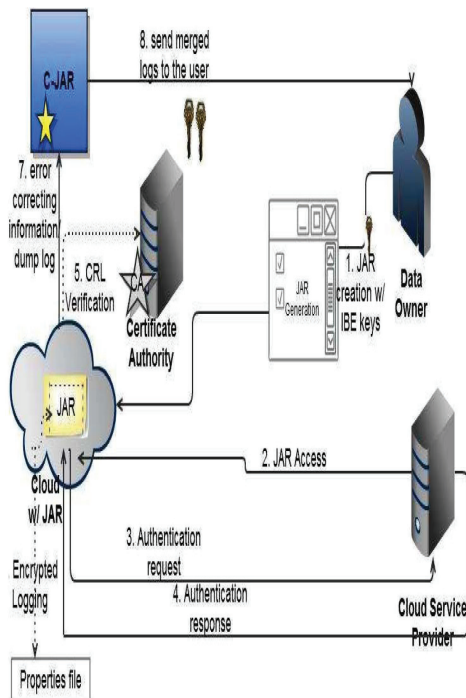 8. send merged
logs to the user
C-JAR
7. error
correcting
information/
dump log
5. CRL
Verification
CA
Certificate
Authority
JAR
Generation
1. JAR
creation w/
IBE keys
Data
Owner
JAR
Cloud
w/ JAR
2. JAR Access
3. Authentication
request
4. Authentication
response
Encrypted
Logging
Cloud Service
Provider
Properties file